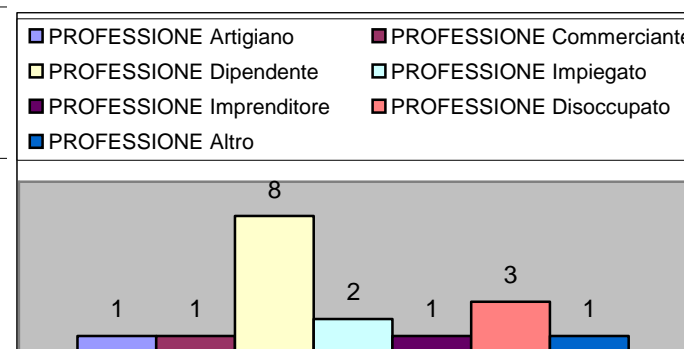 PROFESSIONE Artigiano PROFESSIONE Commerciante
PROFESSIONE Dipendente PROFESSIONE Impiegato
PROFESSIONE Imprenditore PROFESSIONE Disoccupato
PROFESSIONE Altro
8
3
2
1 1 1 1